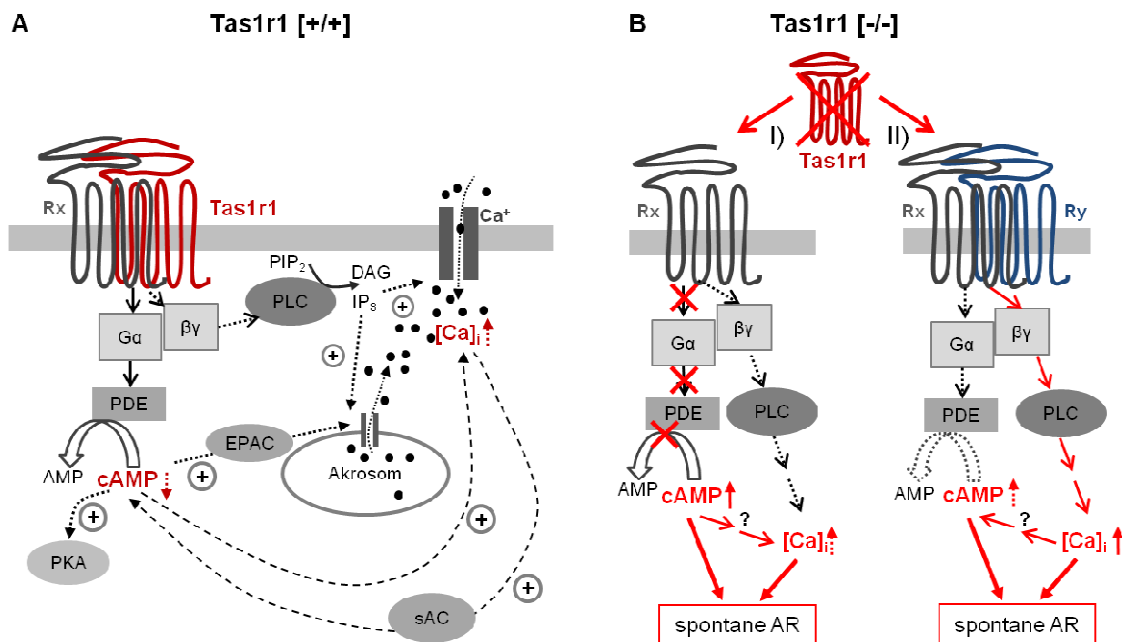 A
Tas1r1 [+/+]
Rx
Tas1r1
Ca⁺
PIP₂
DAG
PLC
IP₃
+
[Ca]ᵢ
Gα
βγ
+
PDE
EPAC
AMP
cAMP
+
Akrosom
+
PKA
+
sAC
+
B
Tas1r1 [-/-]
I)
II)
Tas1r1
Rx
Gα
βγ
PDE
PLC
AMP
cAMP
?
[Ca]ᵢ
spontane AR
Rx
Ry
Gα
βγ
PDE
PLC
AMP
cAMP
?
[Ca]ᵢ
spontane AR